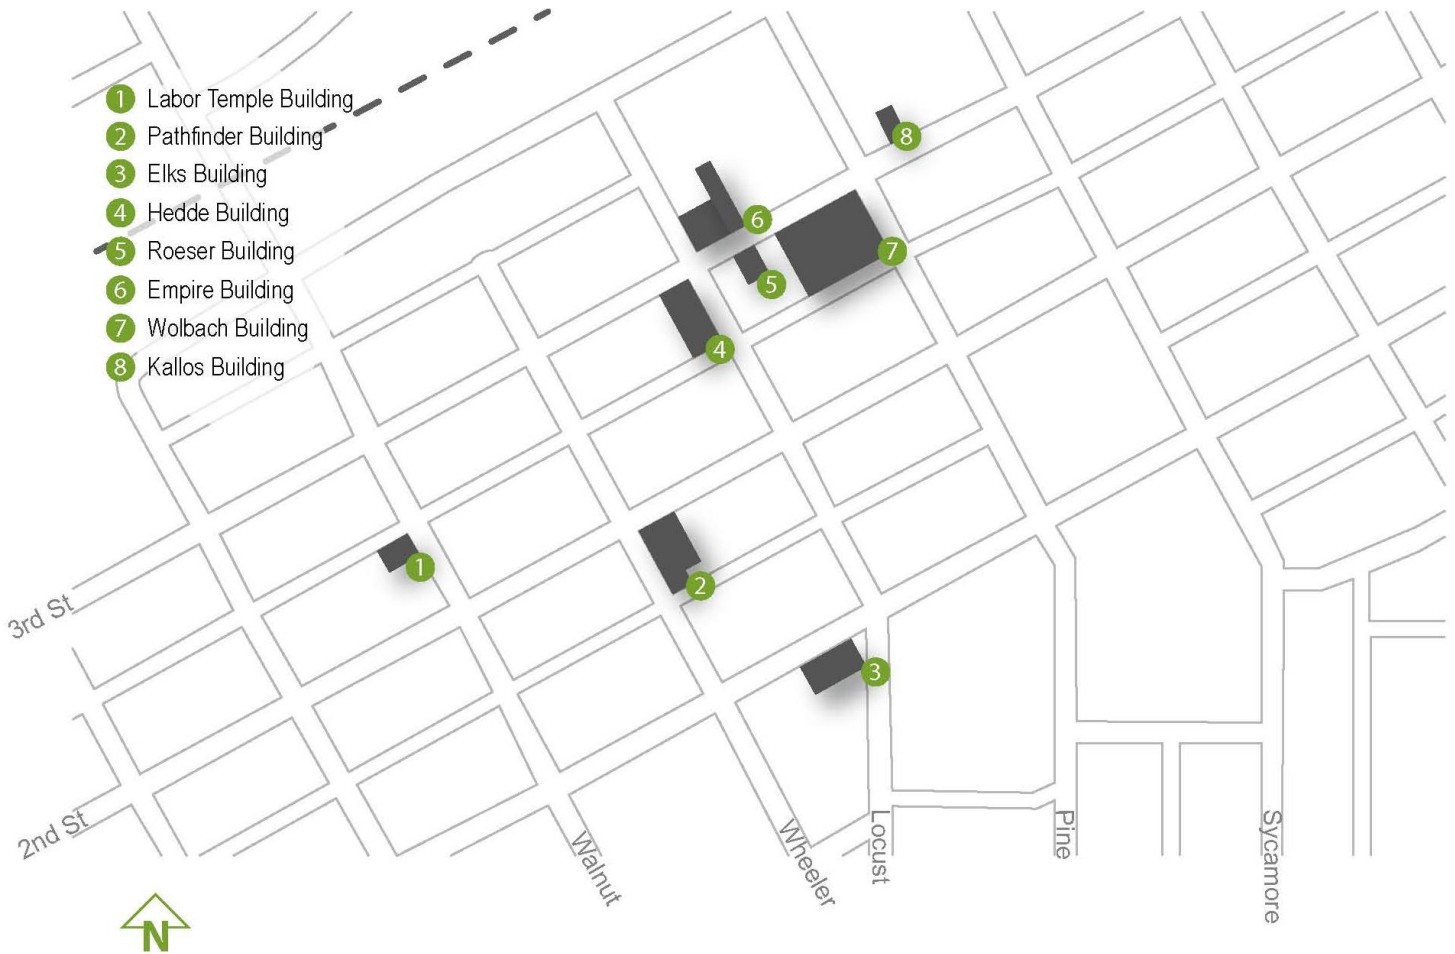 1 Labor Temple Building
2 Pathfinder Building
3 Elks Building
4 Hedde Building
5 Roeser Building
6 Empire Building
7 Wolbach Building
8 Kallos Building
8
6
7
5
4
1
2
3
3rd St
2nd St
Walnut
Wheeler
Locust
Pine
Sycamore
N